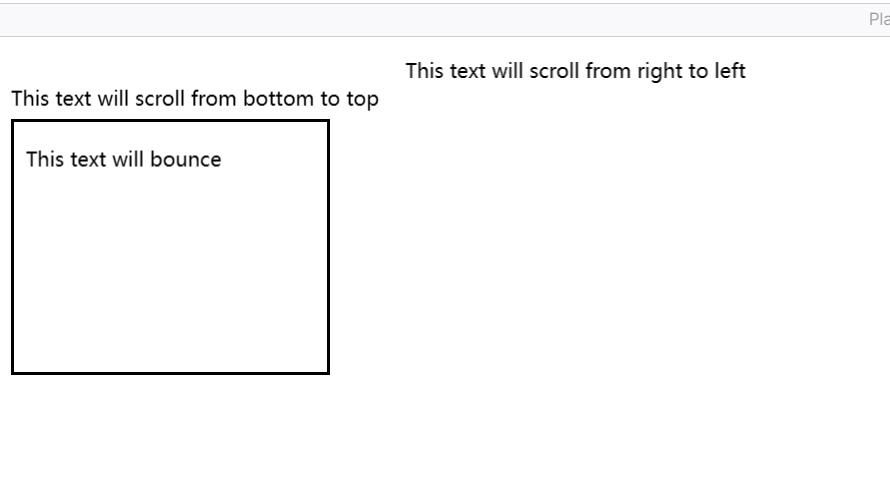 Pla
This text will scroll from right to left
This text will scroll from bottom to top
This text will bounce